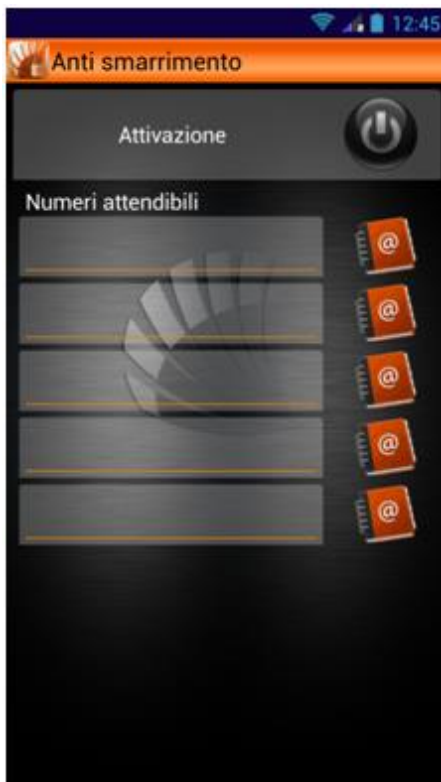 12:45
Anti smarrimento
Attivazione
Numeri attendibili
@
@
@
@
@